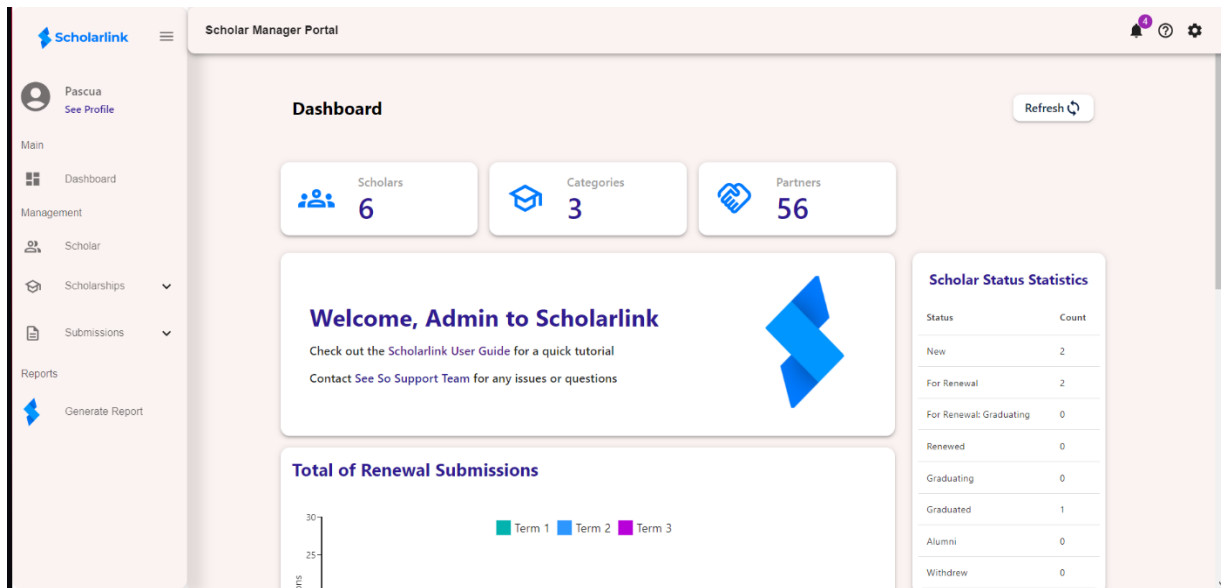 Scholarlink
Scholar Manager Portal
4
Pascua
See Profile
Main
Dashboard
Management
Scholar
Scholarships
Submissions
Reports
Generate Report
Dashboard
Refresh
Scholars
6
Categories
3
Partners
56
Welcome, Admin to Scholarlink
Check out the Scholarlink User Guide for a quick tutorial
Contact See So Support Team for any issues or questions
Scholar Status Statistics
Status Count
New 2
For Renewal 2
For Renewal: Graduating 0
Renewed 0
Graduating 0
Graduated 1
Alumni 0
Withdrew 0
Total of Renewal Submissions
Term 1 Term 2 Term 3
30
25